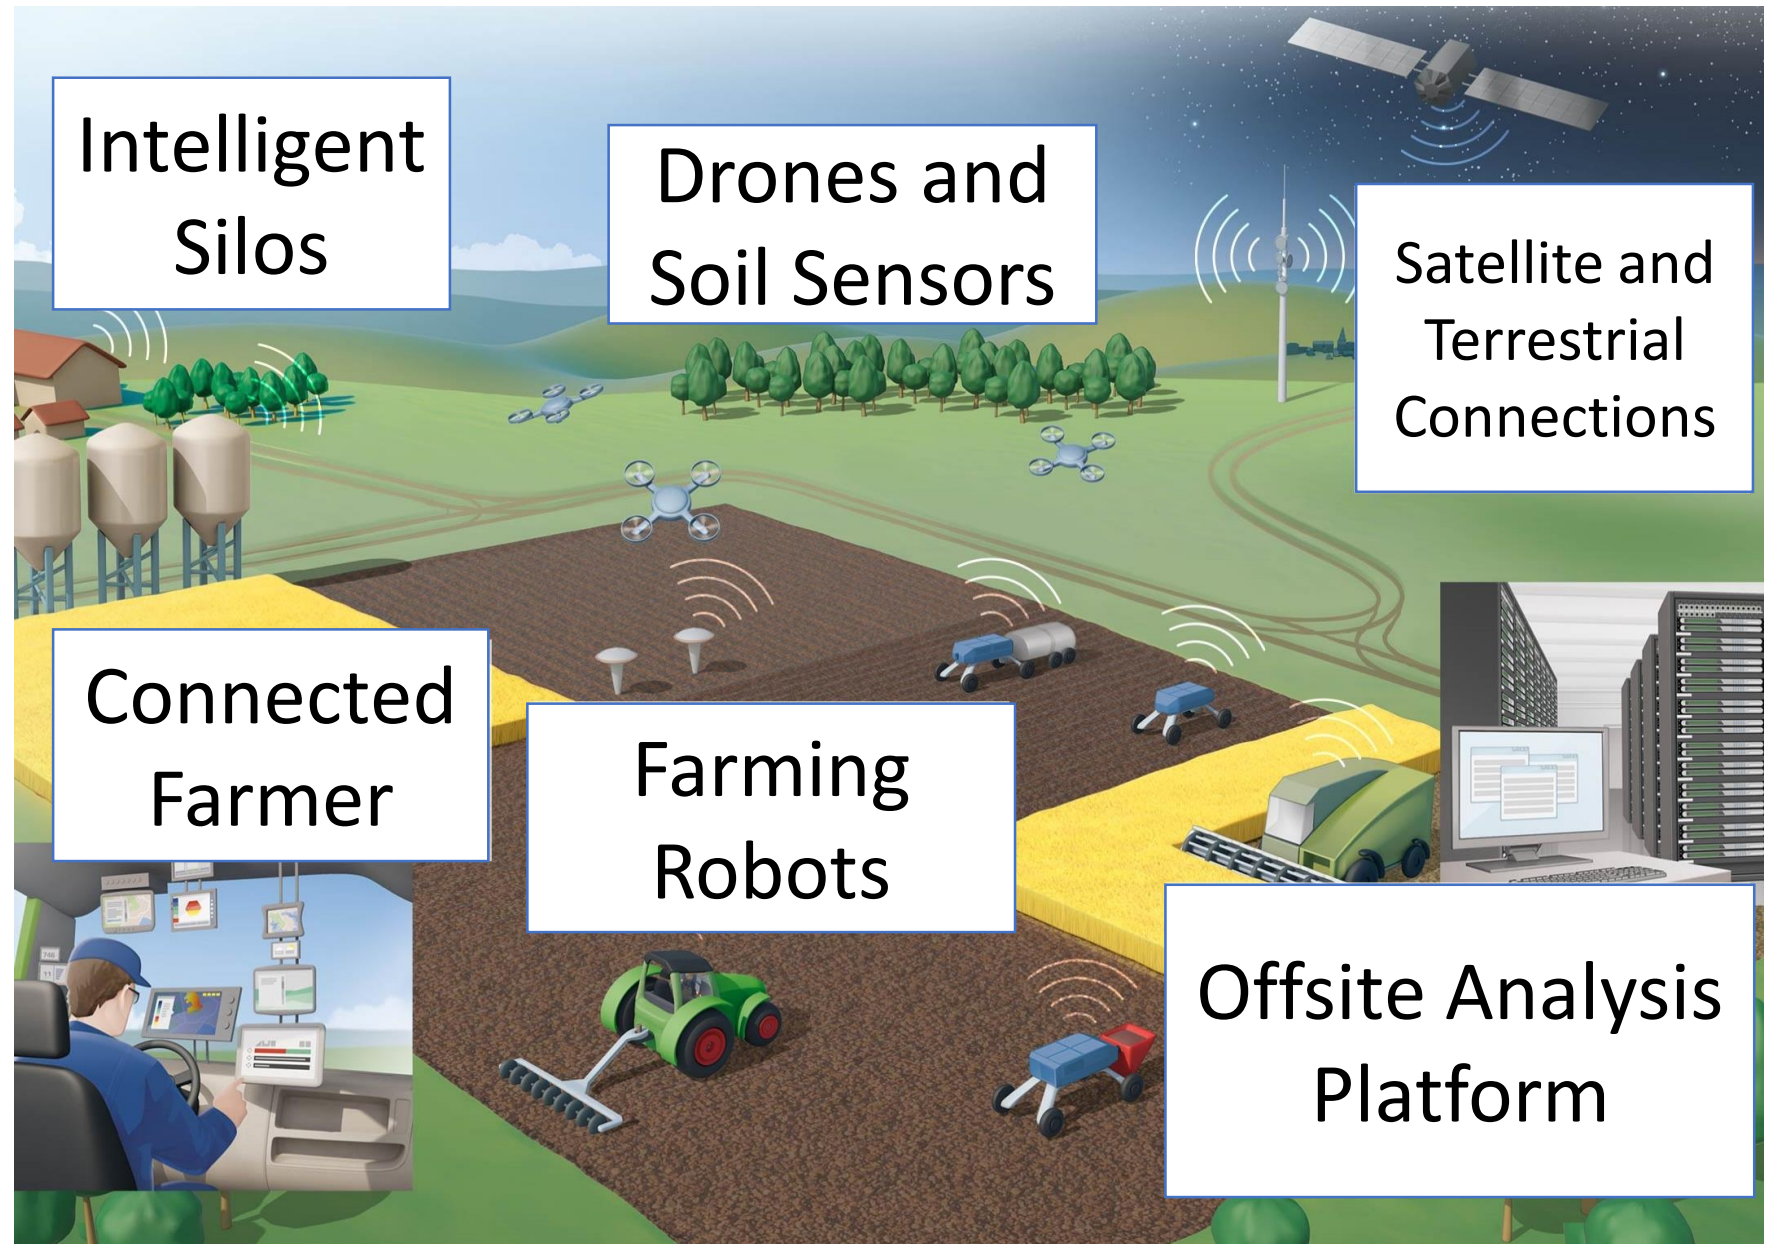 Intelligent
Silos
Drones and
Soil Sensors
Satellite and
Terrestrial
Connections
Connected
Farmer
Farming
Robots
Offsite Analysis
Platform